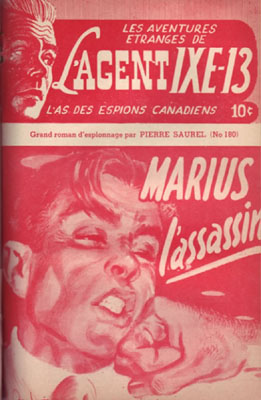 LES AVENTURES
ETRANGES DE
L'AGENT IXE-13
L'AS DES ESPIONS CANADIENS
10¢
Grand roman d'espionnage par PIERRE SAUREL (No 180)
MARIUS
l'assassin